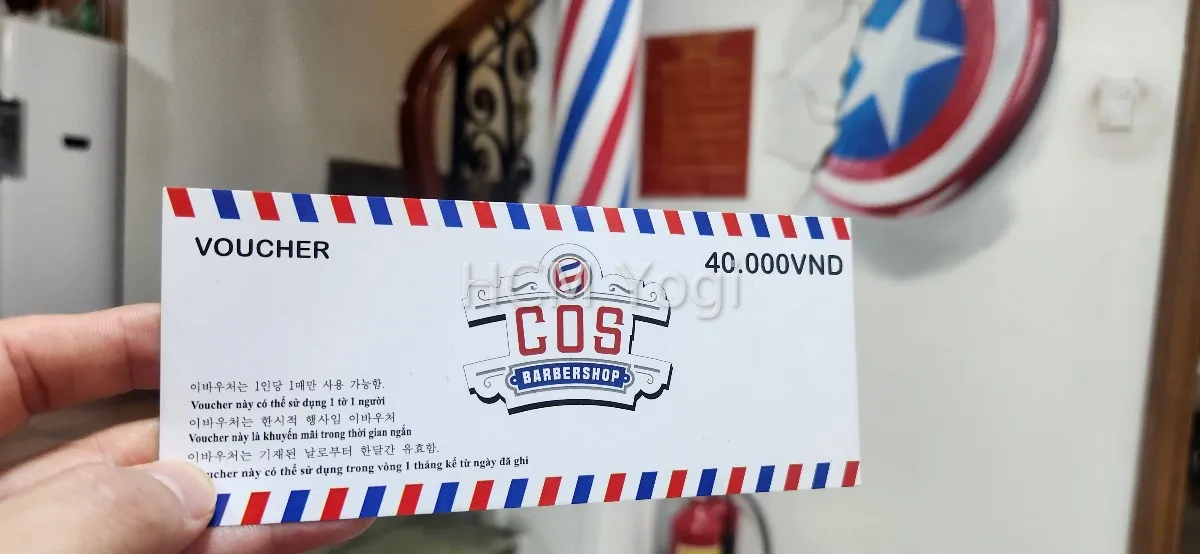 VOUCHER
40.000VND
HCM Yogi
COS
BARBERSHOP
이바우처는 1인당 1매만 사용 가능함.
Voucher này có thể sử dụng 1 tờ 1 người
이바우처는 한시적 행사임 이바우처
Voucher này là khuyến mãi trong thời gian ngắn
이바우처는 기재된 날로부터 한달간 유효함.
Voucher này có thể sử dụng trong vòng 1 tháng kể từ ngày đã ghi